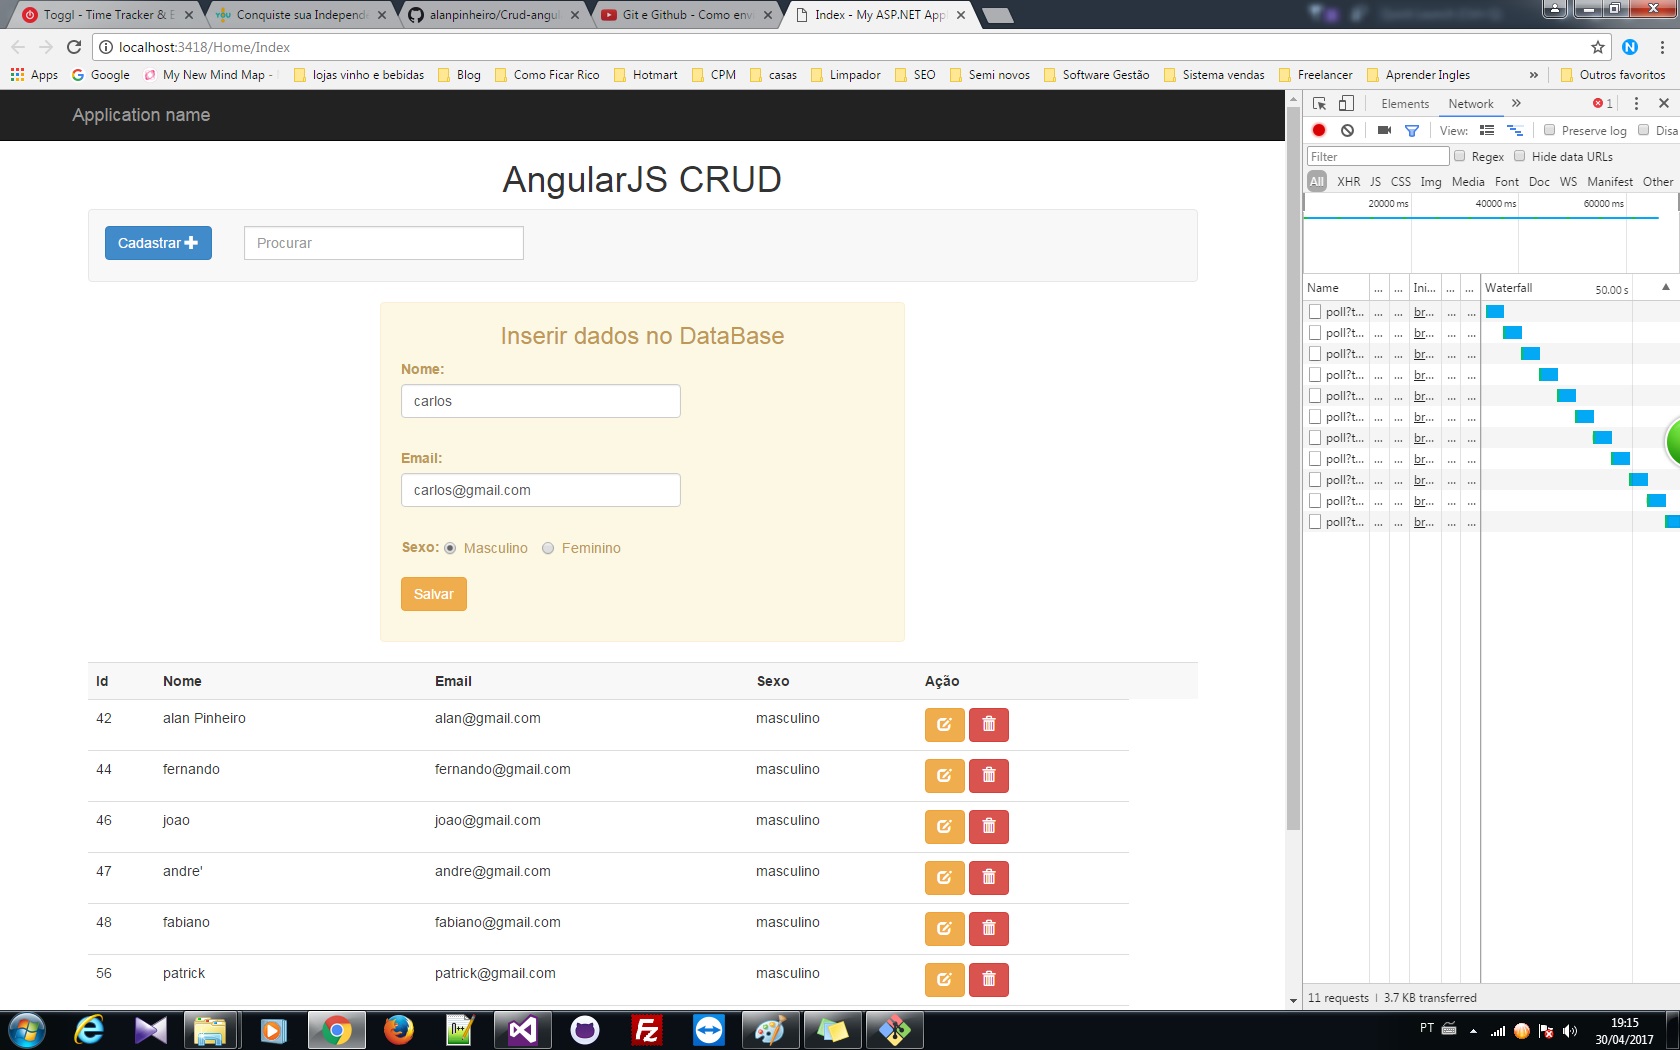 Toggl - Time Tracker & E
Conquiste sua Independe
alanpinheiro/Crud-angul
Git e Github - Como envi
Index - My ASP.NET Appl
localhost:3418/Home/Index
N
Apps Google My New Mind Map - lojas vinho e bebidas Blog Como Ficar Rico Hotmart CPM casas Limpador SEO Semi novos Software Gestão Sistema vendas Freelancer Aprender Ingles » Outros favoritos
Application name
AngularJS CRUD
Cadastrar
Procurar
Inserir dados no DataBase
Nome:
carlos
Email:
carlos@gmail.com
Sexo: Masculino Feminino
Salvar
Id Nome Email Sexo Ação
42 alan Pinheiro alan@gmail.com masculino
44 fernando fernando@gmail.com masculino
46 joao joao@gmail.com masculino
47 andre' andre@gmail.com masculino
48 fabiano fabiano@gmail.com masculino
56 patrick patrick@gmail.com masculino
Elements Network » 1
View: Preserve log Disa
Filter Regex Hide data URLs
All XHR JS CSS Img Media Font Doc WS Manifest Other
20000 ms 40000 ms 60000 ms
Name ... ... Ini... ... ... Waterfall 50.00 s
poll?t... ... ... br... ... ...
poll?t... ... ... br... ... ...
poll?t... ... ... br... ... ...
poll?t... ... ... br... ... ...
poll?t... ... ... br... ... ...
poll?t... ... ... br... ... ...
poll?t... ... ... br... ... ...
poll?t... ... ... br... ... ...
poll?t... ... ... br... ... ...
poll?t... ... ... br... ... ...
poll?t... ... ... br... ... ...
11 requests | 3.7 KB transferred
PT
19:15
30/04/2017